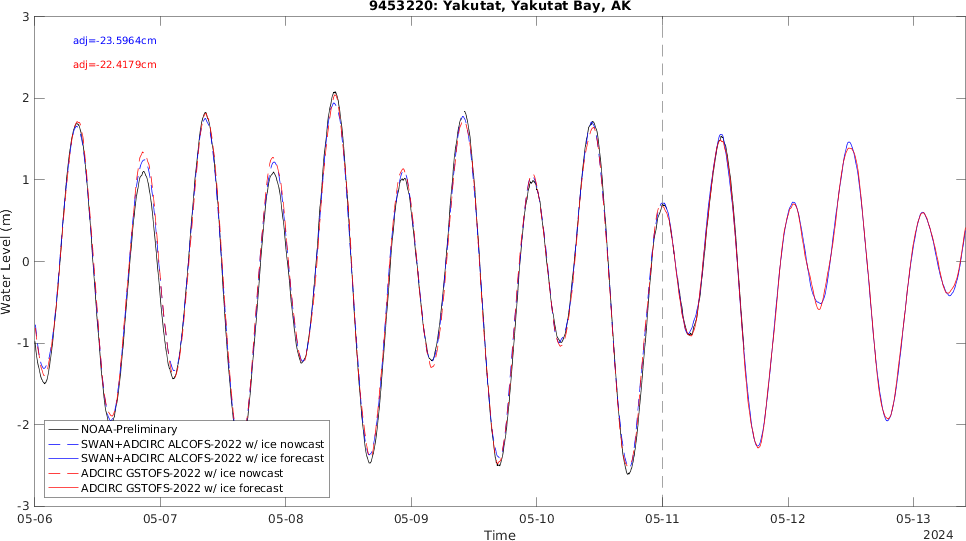 9453220: Yakutat, Yakutat Bay, AK
adj=-23.5964cm
adj=-22.4179cm
3
2
1
0
-1
-2
-3
Water Level (m)
NOAA-Preliminary
SWAN+ADCIRC ALCOFS-2022 w/ ice nowcast
SWAN+ADCIRC ALCOFS-2022 w/ ice forecast
ADCIRC GSTOFS-2022 w/ ice nowcast
ADCIRC GSTOFS-2022 w/ ice forecast
05-06 05-07 05-08 05-09 05-10 05-11 05-12 05-13
Time
2024